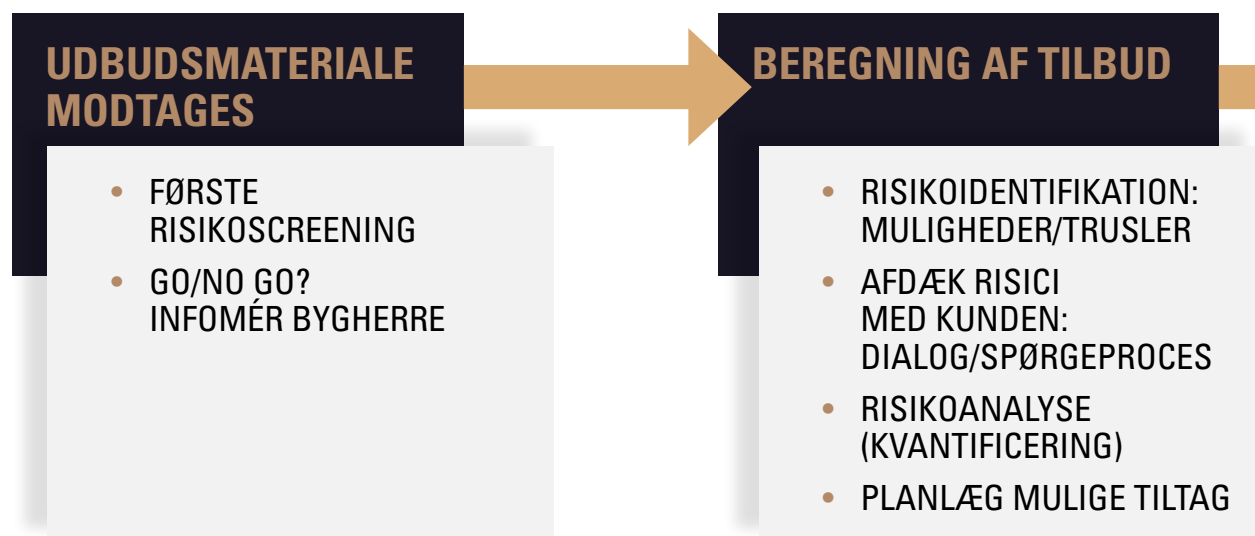 UDBUDSMATERIALE
MODTAGES
• FØRSTE
RISIKOSCREENING
• GO/NO GO?
INFOMÉR BYGHERRE
BEREGNING AF TILBUD
• RISIKOIDENTIFIKATION:
MULIGHEDER/TRUSLER
• AFDÆK RISICI
MED KUNDEN:
DIALOG/SPØRGEPROCES
• RISIKOANALYSE
(KVANTIFICERING)
• PLANLÆG MULIGE TILTAG